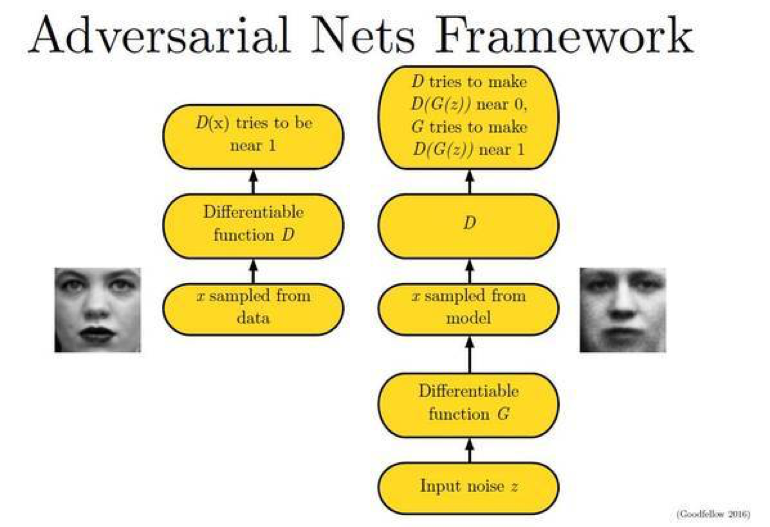 Adversarial Nets Framework
D(x) tries to be
near 1
Differentiable
function D
x sampled from
data
D tries to make
D(G(z)) near 0,
G tries to make
D(G(z)) near 1
D
x sampled from
model
Differentiable
function G
Input noise z
(Goodfellow 2016)